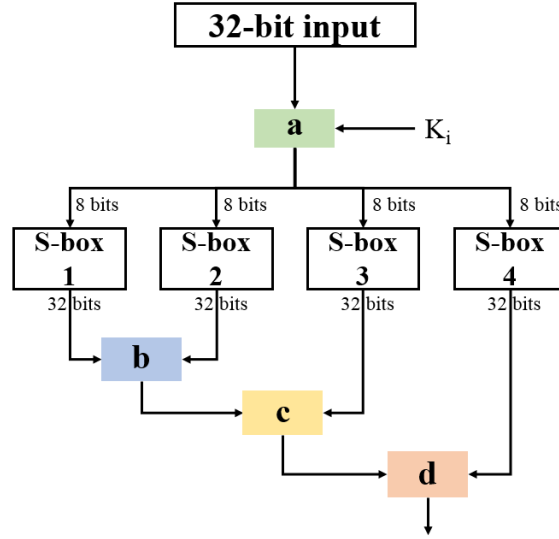 32-bit input
a
K_i
8 bits
8 bits
8 bits
8 bits
S-box
1
S-box
2
S-box
3
S-box
4
32 bits
32 bits
32 bits
32 bits
b
c
d